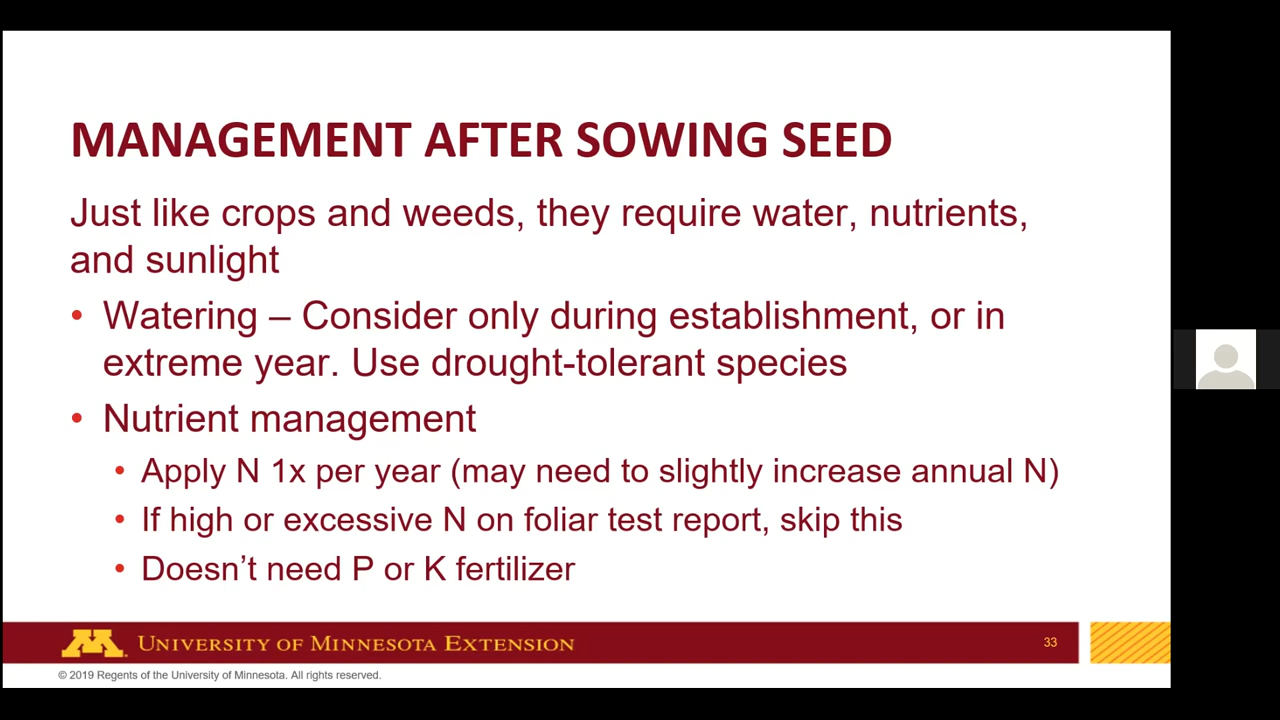 MANAGEMENT AFTER SOWING SEED
Just like crops and weeds, they require water, nutrients,
and sunlight
• Watering – Consider only during establishment, or in
extreme year. Use drought-tolerant species
• Nutrient management
• Apply N 1x per year (may need to slightly increase annual N)
• If high or excessive N on foliar test report, skip this
• Doesn’t need P or K fertilizer
M UNIVERSITY OF MINNESOTA EXTENSION
33
© 2019 Regents of the University of Minnesota. All rights reserved.